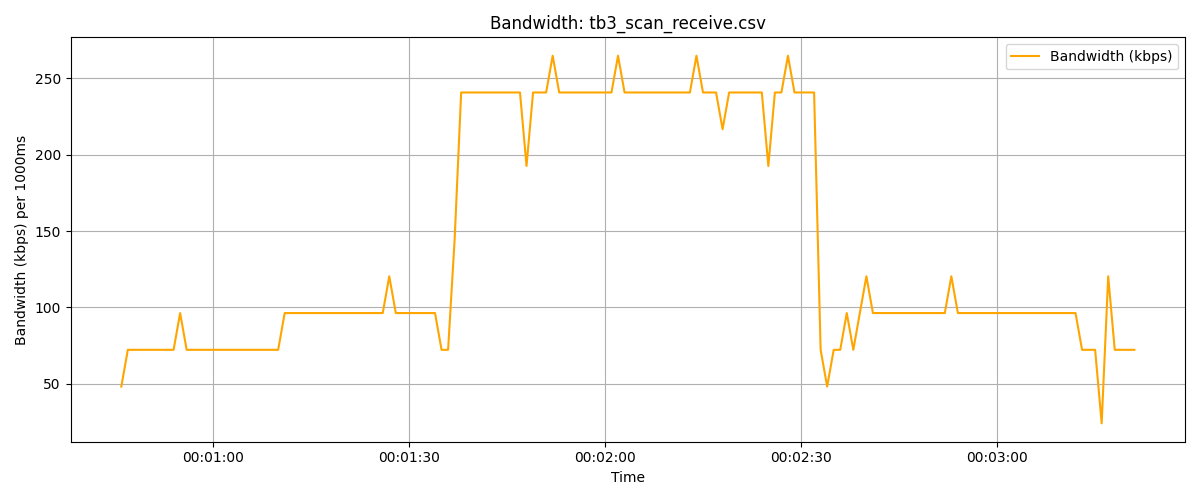 Bandwidth: tb3_scan_receive.csv
Bandwidth (kbps)
Bandwidth (kbps) per 1000ms
250
200
150
100
50
00:01:00 00:01:30 00:02:00 00:02:30 00:03:00
Time